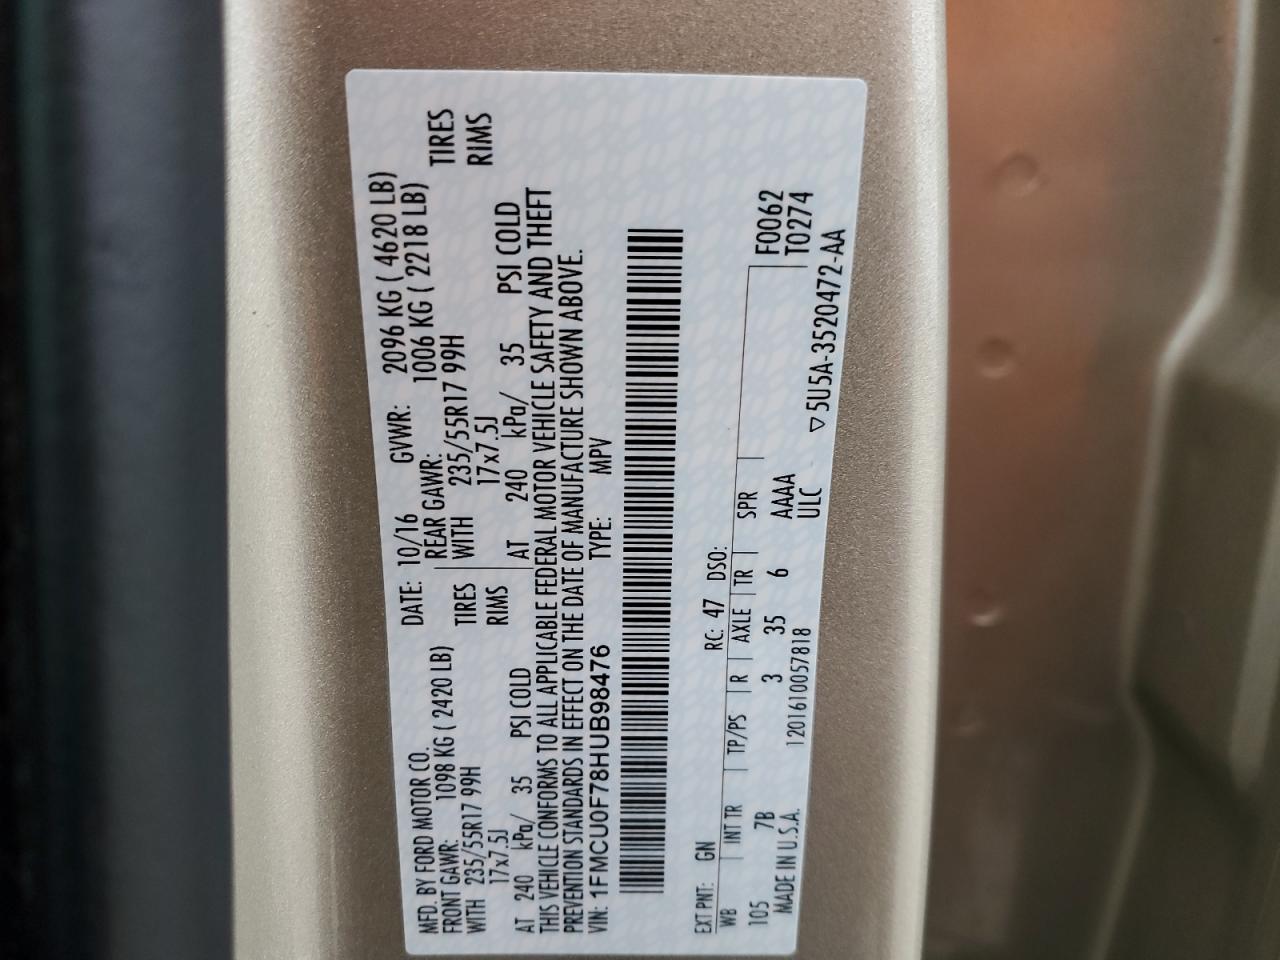 MFD. BY FORD MOTOR CO.
DATE: 10/16 GVWR: 2096 KG ( 4620 LB)
FRONT GAWR: 1098 KG ( 2420 LB) REAR GAWR: 1006 KG ( 2218 LB)
WITH 235/55R17 99H TIRES WITH 235/55R17 99H TIRES
17x7.5J RIMS 17x7.5J RIMS
AT 240 kPa/ 35 PSI COLD AT 240 kPa/ 35 PSI COLD
THIS VEHICLE CONFORMS TO ALL APPLICABLE FEDERAL MOTOR VEHICLE SAFETY AND THEFT
PREVENTION STANDARDS IN EFFECT ON THE DATE OF MANUFACTURE SHOWN ABOVE.
VIN: 1FMCU0F78HUB98476 TYPE: MPV
EXT PNT: GN RC: 47 DSO:
WB INT TR TP/PS R AXLE TR SPR F0062
105 7B 3 35 6 AAAA T0274
MADE IN U.S.A. 1201610057818 ULC ▽5U5A-3520472-AA